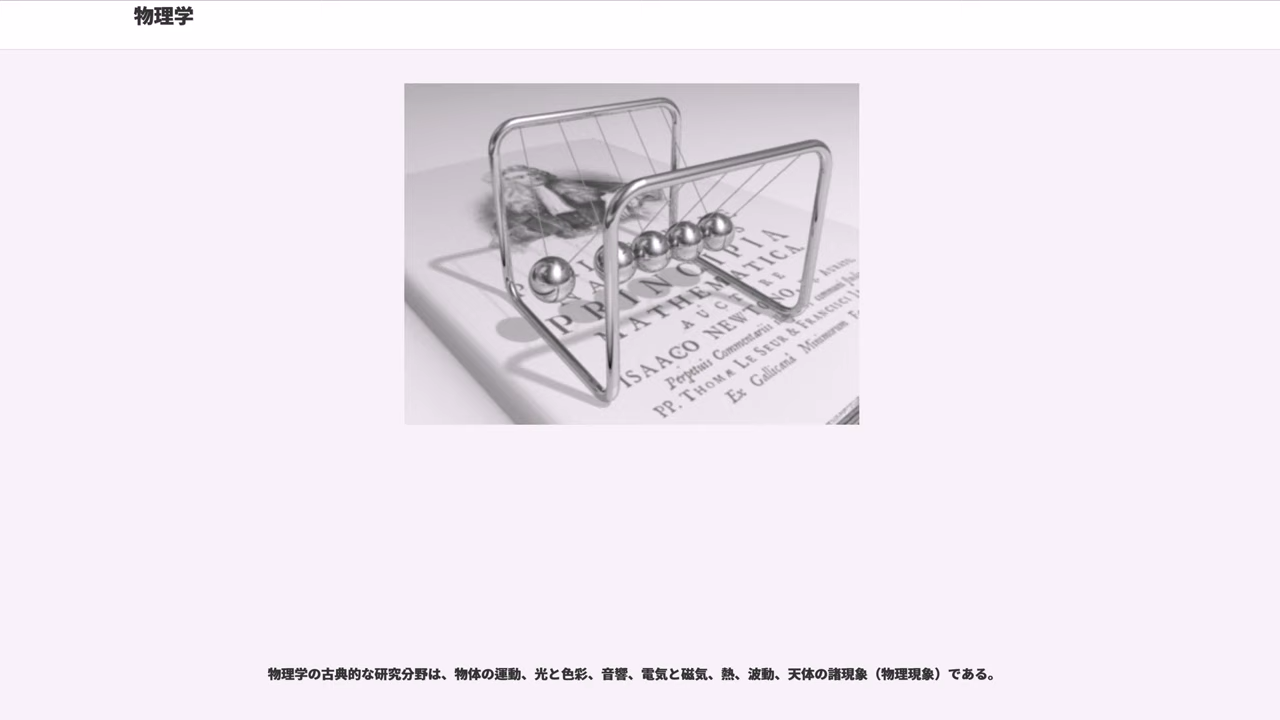 物理学
PRINCIPIA
MATHEMATICA.
AUCTORE
ISAACO NEWTONO,
Perpetuis Commentariis
communi
PP. THOMÆ LE SEUR & FRANCISCI
Ex Gallicanâ Minimorum
物理学の古典的な研究分野は、物体の運動、光と色彩、音響、電気と磁気、熱、波動、天体の諸現象（物理現象）である。